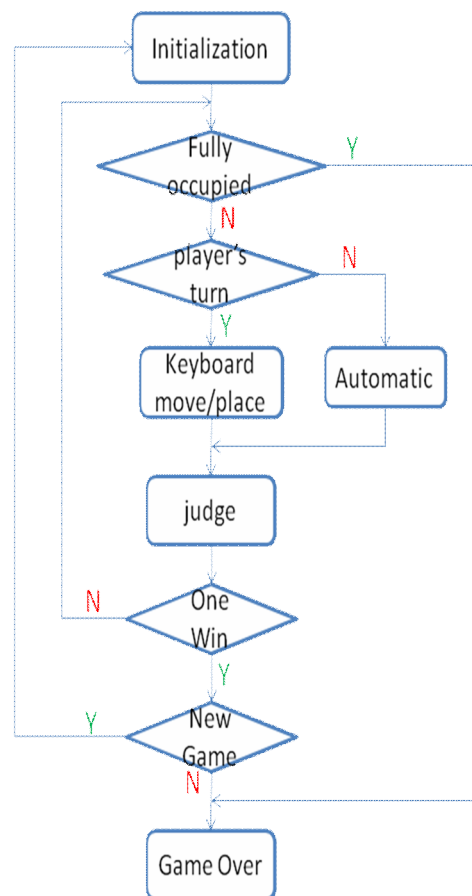 Initialization
Fully
occupied
Y
N
player's
turn
N
Y
Keyboard
move/place
Automatic
judge
One
Win
N
Y
New
Game
Y
N
Game Over